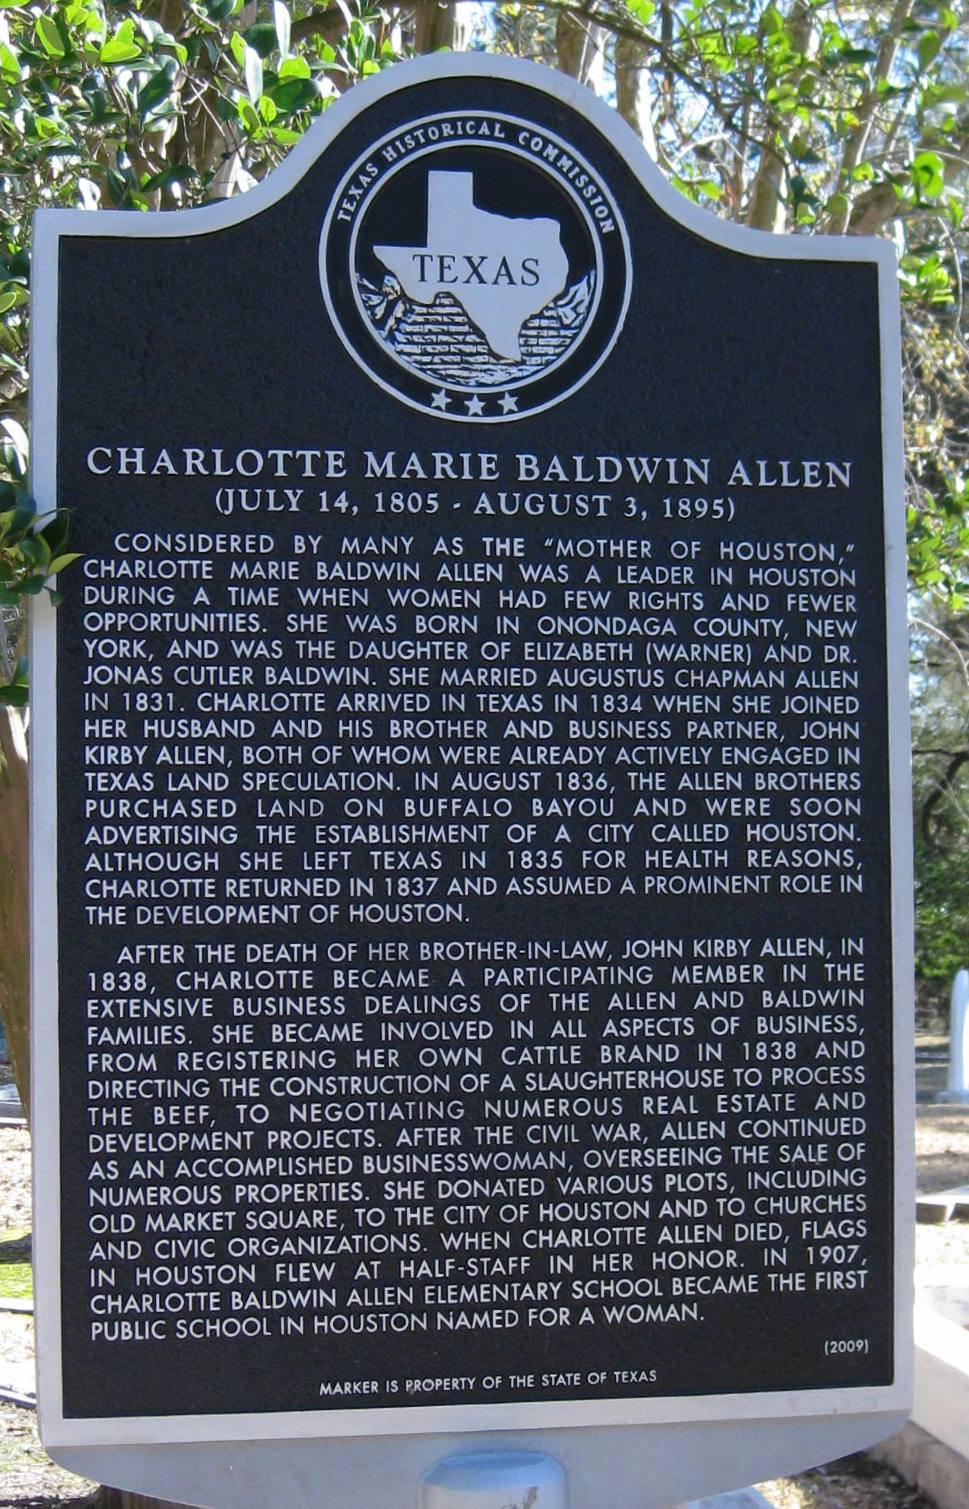 TEXAS HISTORICAL COMMISSION
TEXAS
CHARLOTTE MARIE BALDWIN ALLEN
(JULY 14, 1805 - AUGUST 3, 1895)
CONSIDERED BY MANY AS THE "MOTHER OF HOUSTON,"
CHARLOTTE MARIE BALDWIN ALLEN WAS A LEADER IN HOUSTON
DURING A TIME WHEN WOMEN HAD FEW RIGHTS AND FEWER
OPPORTUNITIES. SHE WAS BORN IN ONONDAGA COUNTY, NEW
YORK, AND WAS THE DAUGHTER OF ELIZABETH (WARNER) AND DR.
JONAS CUTLER BALDWIN. SHE MARRIED AUGUSTUS CHAPMAN ALLEN
IN 1831. CHARLOTTE ARRIVED IN TEXAS IN 1834 WHEN SHE JOINED
HER HUSBAND AND HIS BROTHER AND BUSINESS PARTNER, JOHN
KIRBY ALLEN, BOTH OF WHOM WERE ALREADY ACTIVELY ENGAGED IN
TEXAS LAND SPECULATION. IN AUGUST 1836, THE ALLEN BROTHERS
PURCHASED LAND ON BUFFALO BAYOU AND WERE SOON
ADVERTISING THE ESTABLISHMENT OF A CITY CALLED HOUSTON.
ALTHOUGH SHE LEFT TEXAS IN 1835 FOR HEALTH REASONS,
CHARLOTTE RETURNED IN 1837 AND ASSUMED A PROMINENT ROLE IN
THE DEVELOPMENT OF HOUSTON.
AFTER THE DEATH OF HER BROTHER-IN-LAW, JOHN KIRBY ALLEN, IN
1838, CHARLOTTE BECAME A PARTICIPATING MEMBER IN THE
EXTENSIVE BUSINESS DEALINGS OF THE ALLEN AND BALDWIN
FAMILIES. SHE BECAME INVOLVED IN ALL ASPECTS OF BUSINESS,
FROM REGISTERING HER OWN CATTLE BRAND IN 1838 AND
DIRECTING THE CONSTRUCTION OF A SLAUGHTERHOUSE TO PROCESS
THE BEEF, TO NEGOTIATING NUMEROUS REAL ESTATE AND
DEVELOPMENT PROJECTS. AFTER THE CIVIL WAR, ALLEN CONTINUED
AS AN ACCOMPLISHED BUSINESSWOMAN, OVERSEEING THE SALE OF
NUMEROUS PROPERTIES. SHE DONATED VARIOUS PLOTS, INCLUDING
OLD MARKET SQUARE, TO THE CITY OF HOUSTON AND TO CHURCHES
AND CIVIC ORGANIZATIONS. WHEN CHARLOTTE ALLEN DIED, FLAGS
IN HOUSTON FLEW AT HALF-STAFF IN HER HONOR. IN 1907,
CHARLOTTE BALDWIN ALLEN ELEMENTARY SCHOOL BECAME THE FIRST
PUBLIC SCHOOL IN HOUSTON NAMED FOR A WOMAN.
(2009)
MARKER IS PROPERTY OF THE STATE OF TEXAS